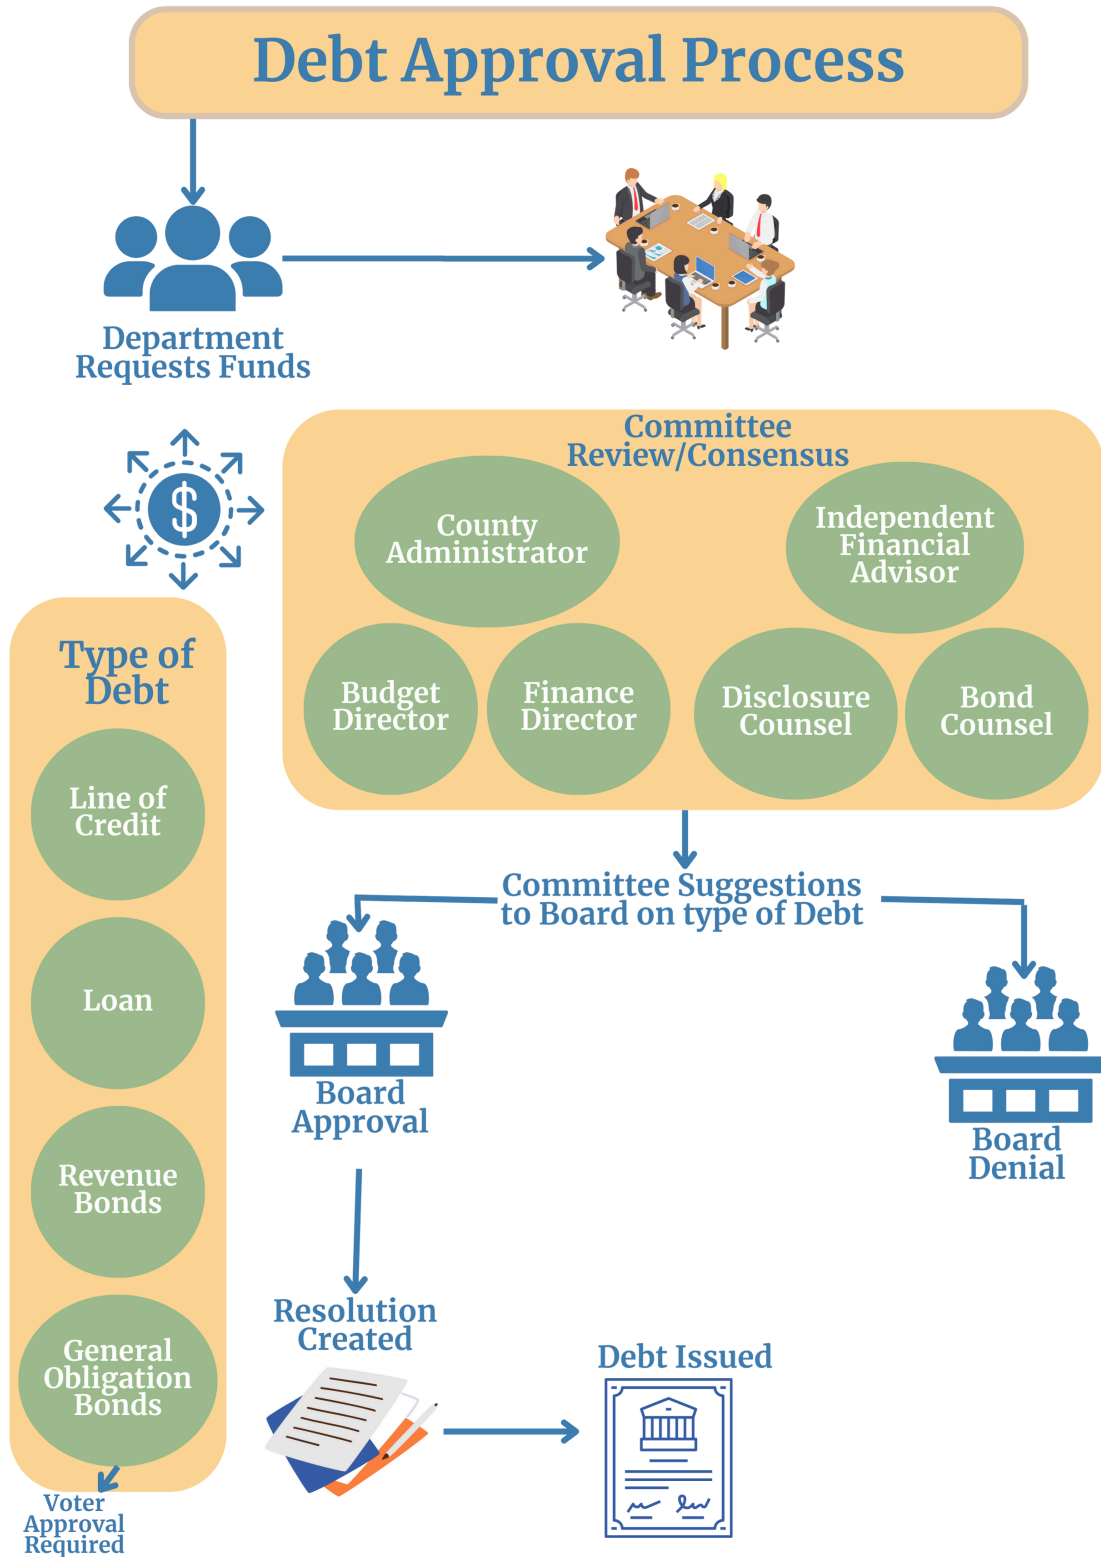 Debt Approval Process
Department
Requests Funds
Committee
Review/Consensus
County
Administrator
Independent
Financial
Advisor
Budget
Director
Finance
Director
Disclosure
Counsel
Bond
Counsel
Type of
Debt
Line of
Credit
Loan
Revenue
Bonds
General
Obligation
Bonds
Voter
Approval
Required
Committee Suggestions
to Board on type of Debt
Board
Approval
Board
Denial
Resolution
Created
Debt Issued
$